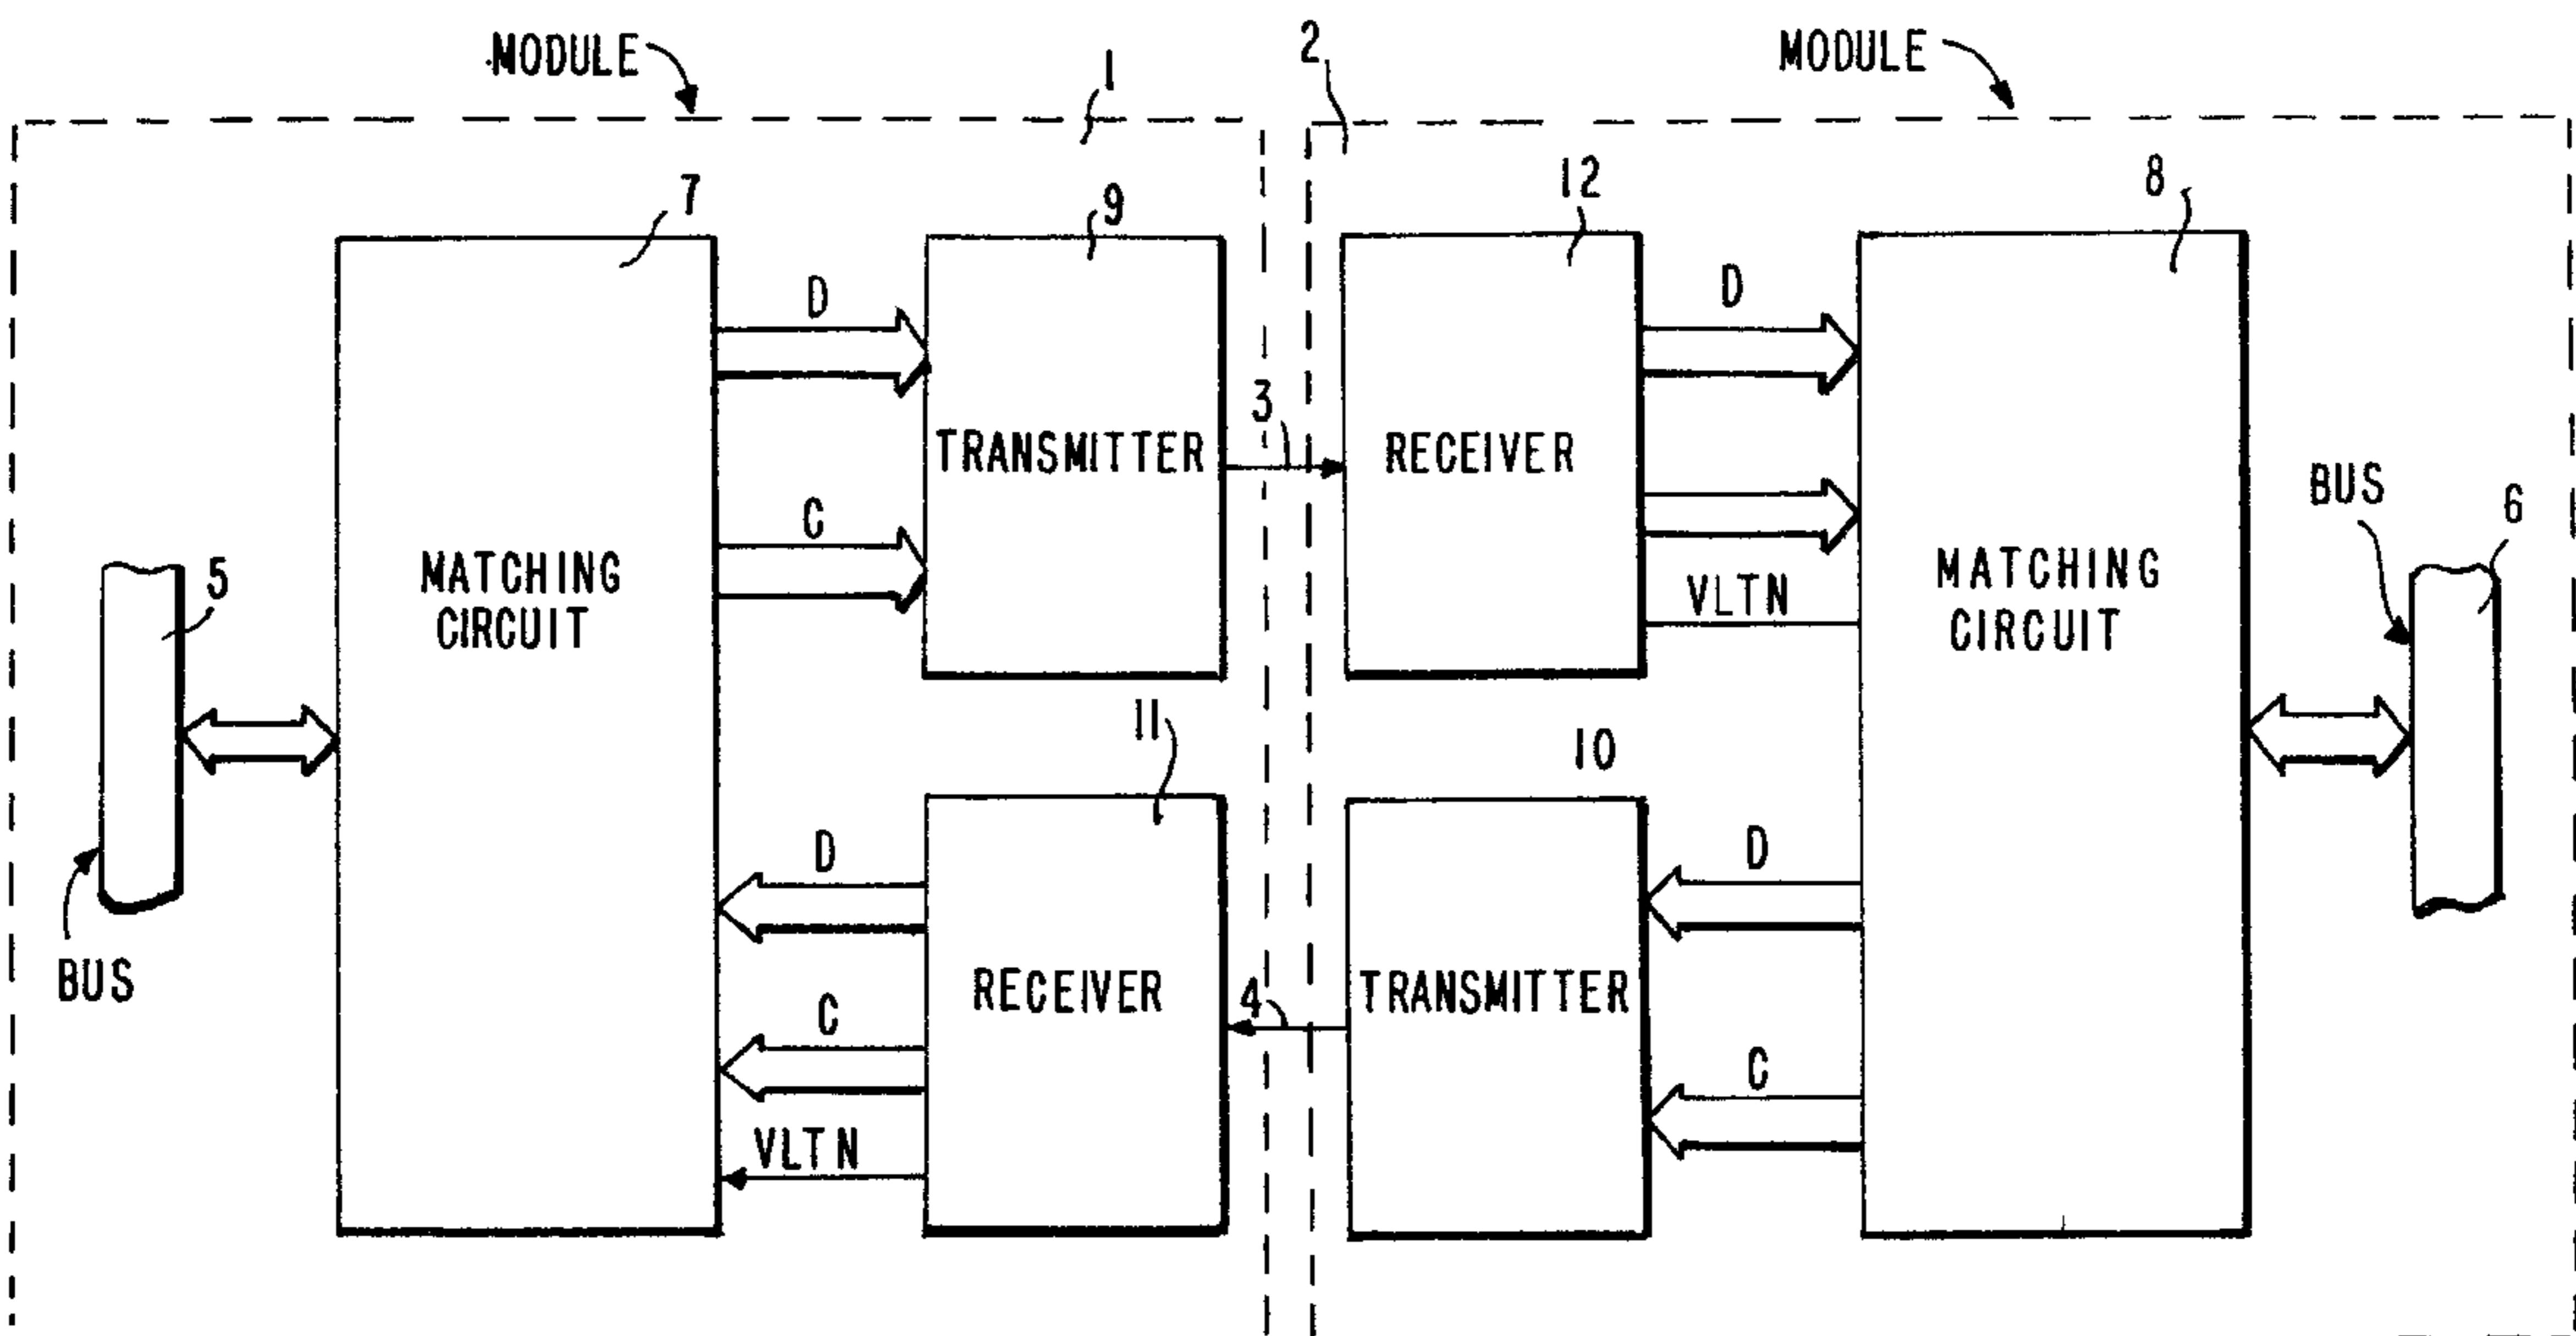 MODULE
1
2
MODULE
7
9
12
8
D
D
3
TRANSMITTER
RECEIVER
BUS
6
C
VLTN
5
MATCHING
CIRCUIT
MATCHING
CIRCUIT
11
10
D
D
BUS
RECEIVER
4
TRANSMITTER
C
C
VLTN